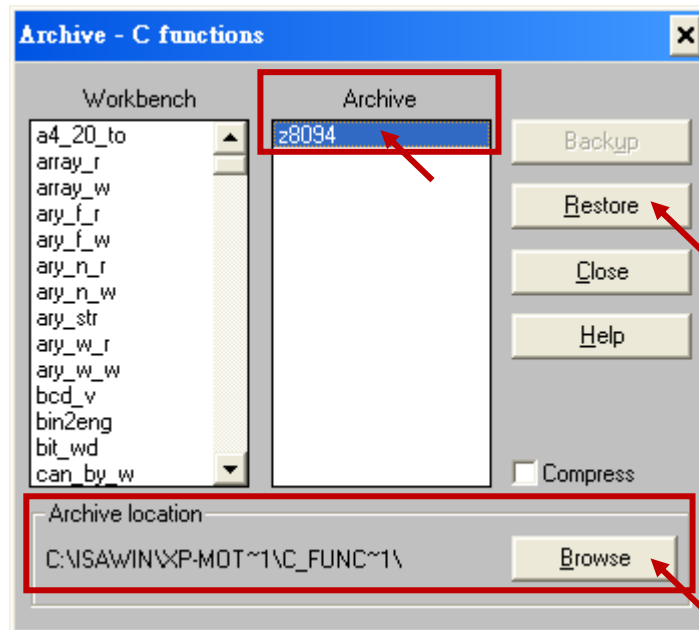 Archive - C functions
Workbench
Archive
a4_20_to
array_r
array_w
ary_f_r
ary_f_w
ary_n_r
ary_n_w
ary_str
ary_w_r
ary_w_w
bcd_v
bin2eng
bit_wd
can_by_w
z8094
Backup
Restore
Close
Help
Compress
Archive location
C:\ISAWIN\XP-MOT~1\C_FUNC~1\
Browse